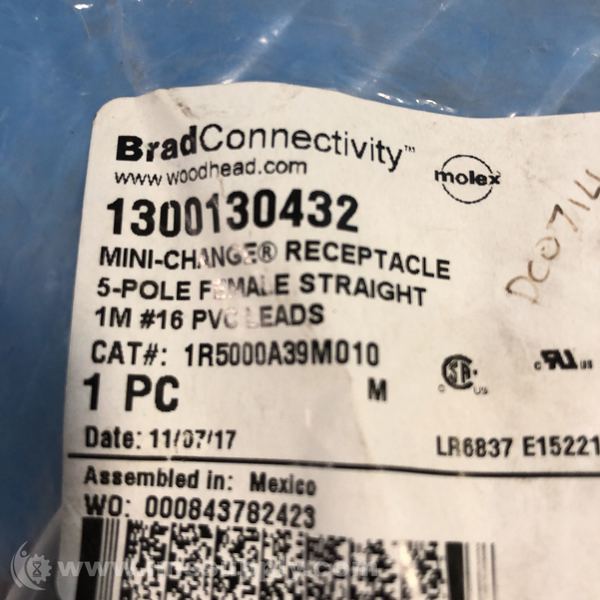 BradConnectivity™
www.woodhead.com
molex
1300130432
MINI-CHANGE® RECEPTACLE
5-POLE FEMALE STRAIGHT
1M #16 PVC LEADS
CAT#: 1R5000A39M010
1 PC M
Date: 11/07/17
LR6837 E15221
Assembled in: Mexico
WO: 000843782423
DC0714